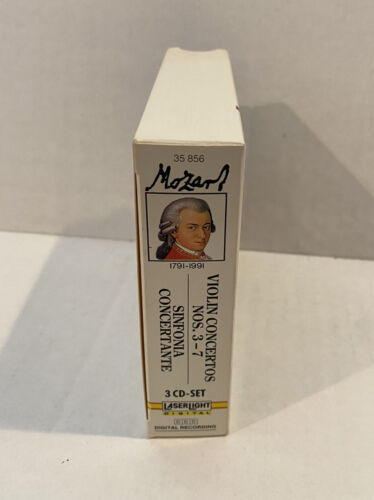 35 856
Mozart
1791-1991
VIOLIN CONCERTOS
NOS. 3-7
SINFONIA
CONCERTANTE
3 CD-SET
LASERLIGHT
DIGITAL
DDD
DIGITAL RECORDING